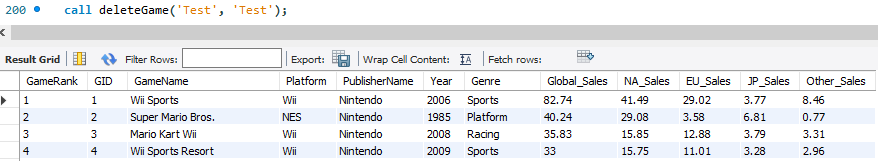 200 call deleteGame('Test', 'Test');
Result Grid Filter Rows: Export: Wrap Cell Content: Fetch rows:
GameRank GID GameName Platform PublisherName Year Genre Global_Sales NA_Sales EU_Sales JP_Sales Other_Sales
1 1 Wii Sports Wii Nintendo 2006 Sports 82.74 41.49 29.02 3.77 8.46
2 2 Super Mario Bros. NES Nintendo 1985 Platform 40.24 29.08 3.58 6.81 0.77
3 3 Mario Kart Wii Wii Nintendo 2008 Racing 35.83 15.85 12.88 3.79 3.31
4 4 Wii Sports Resort Wii Nintendo 2009 Sports 33 15.75 11.01 3.28 2.96